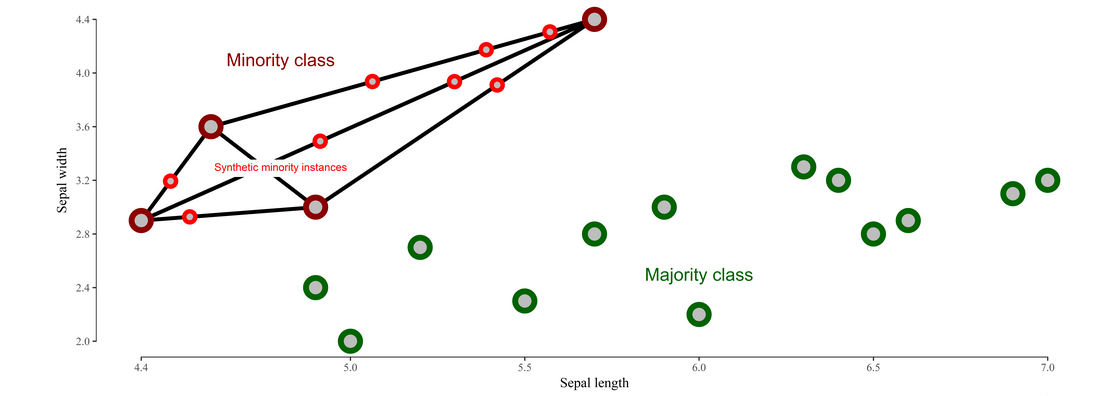 4.4
Minority class
4.0
3.6
Synthetic minority instances
3.2
Sepal width
2.8
Majority class
2.4
2.0
4.4 5.0 5.5 6.0 6.5 7.0
Sepal length